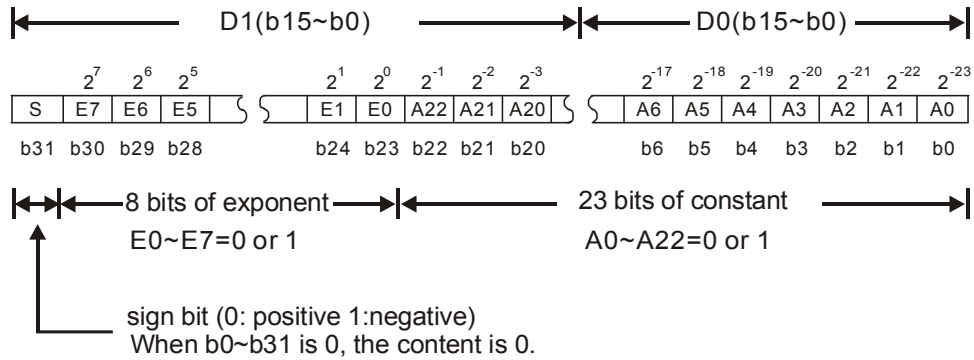 D1(b15~b0) D0(b15~b0)
2^7 2^6 2^5 2^1 2^0 2^-1 2^-2 2^-3 2^-17 2^-18 2^-19 2^-20 2^-21 2^-22 2^-23
S E7 E6 E5 E1 E0 A22 A21 A20 A6 A5 A4 A3 A2 A1 A0
b31 b30 b29 b28 b24 b23 b22 b21 b20 b6 b5 b4 b3 b2 b1 b0
8 bits of exponent 23 bits of constant
E0~E7=0 or 1 A0~A22=0 or 1
sign bit (0: positive 1:negative)
When b0~b31 is 0, the content is 0.